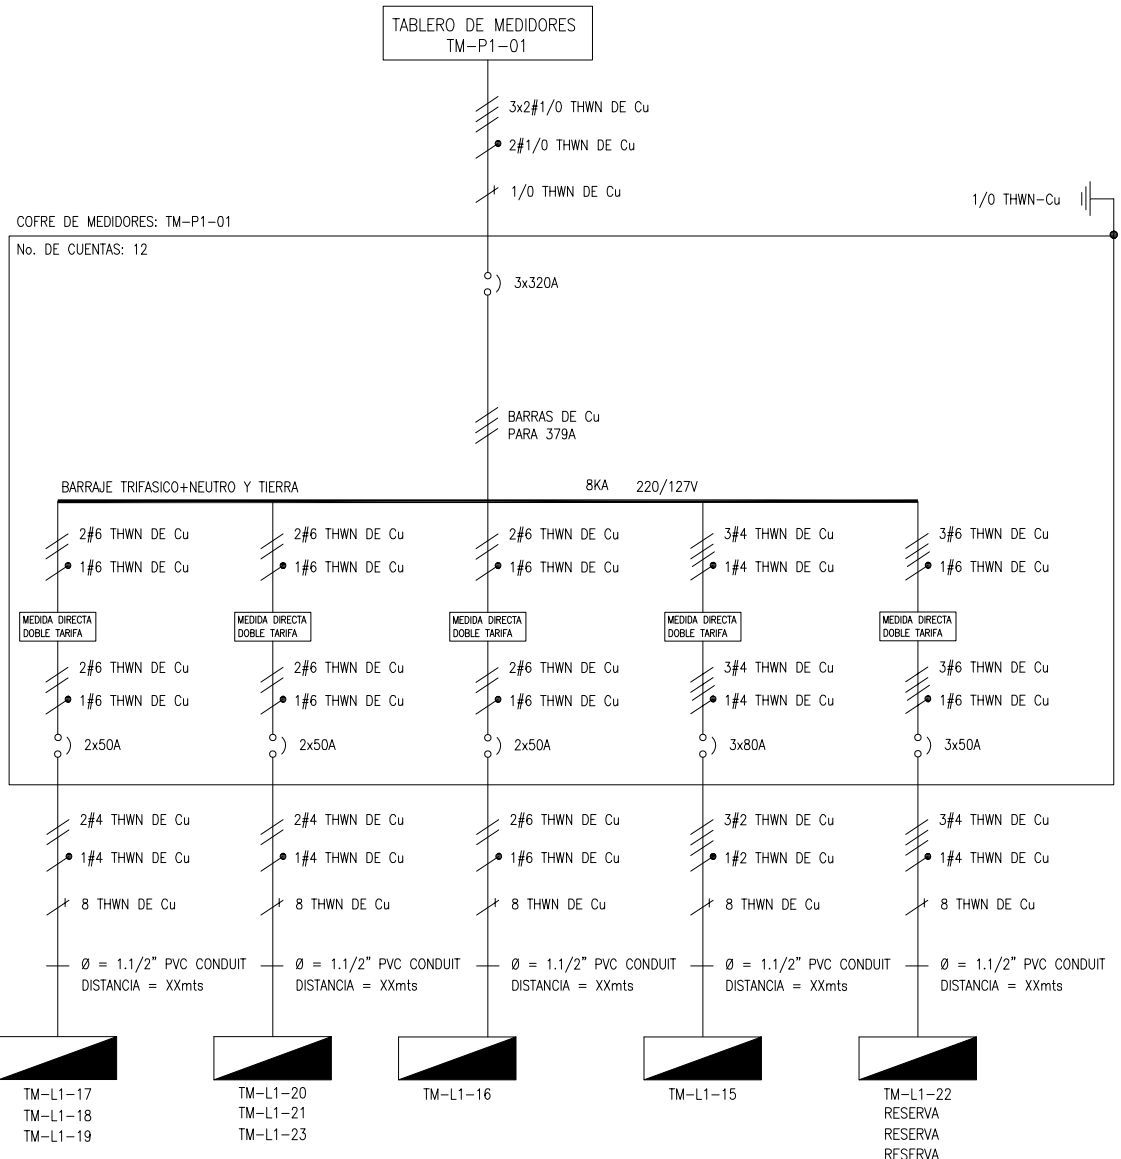 TABLERO DE MEDIDORES
TM-P1-01
3x2#1/0 THWN DE Cu
2#1/0 THWN DE Cu
1/0 THWN DE Cu
1/0 THWN-Cu
COFRE DE MEDIDORES: TM-P1-01
No. DE CUENTAS: 12
3x320A
BARRAS DE Cu
PARA 379A
BARRAJE TRIFASICO+NEUTRO Y TIERRA
8KA
220/127V
2#6 THWN DE Cu
1#6 THWN DE Cu
MEDIDA DIRECTA
DOBLE TARIFA
2#6 THWN DE Cu
1#6 THWN DE Cu
2x50A
2#4 THWN DE Cu
1#4 THWN DE Cu
8 THWN DE Cu
Ø = 1.1/2" PVC CONDUIT
DISTANCIA = XXmts
TM-L1-17
TM-L1-18
TM-L1-19
2#6 THWN DE Cu
1#6 THWN DE Cu
MEDIDA DIRECTA
DOBLE TARIFA
2#6 THWN DE Cu
1#6 THWN DE Cu
2x50A
2#4 THWN DE Cu
1#4 THWN DE Cu
8 THWN DE Cu
Ø = 1.1/2" PVC CONDUIT
DISTANCIA = XXmts
TM-L1-20
TM-L1-21
TM-L1-23
2#6 THWN DE Cu
1#6 THWN DE Cu
MEDIDA DIRECTA
DOBLE TARIFA
2#6 THWN DE Cu
1#6 THWN DE Cu
2x50A
2#6 THWN DE Cu
1#6 THWN DE Cu
8 THWN DE Cu
Ø = 1.1/2" PVC CONDUIT
DISTANCIA = XXmts
TM-L1-16
3#4 THWN DE Cu
1#4 THWN DE Cu
MEDIDA DIRECTA
DOBLE TARIFA
3#4 THWN DE Cu
1#4 THWN DE Cu
3x80A
3#2 THWN DE Cu
1#2 THWN DE Cu
8 THWN DE Cu
Ø = 1.1/2" PVC CONDUIT
DISTANCIA = XXmts
TM-L1-15
3#6 THWN DE Cu
1#6 THWN DE Cu
MEDIDA DIRECTA
DOBLE TARIFA
3#6 THWN DE Cu
1#6 THWN DE Cu
3x50A
3#4 THWN DE Cu
1#4 THWN DE Cu
8 THWN DE Cu
Ø = 1.1/2" PVC CONDUIT
DISTANCIA = XXmts
TM-L1-22
RESERVA
RESERVA
RESERVA